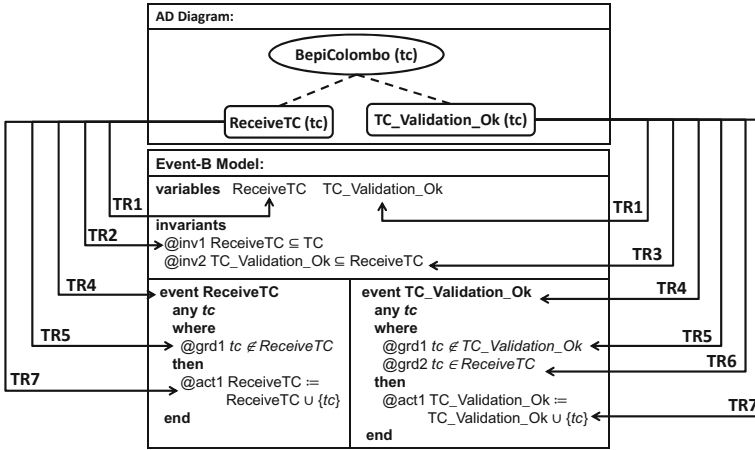 AD Diagram:
BepiColombo (tc)
ReceiveTC (tc)
TC_Validation_Ok (tc)
Event-B Model:
variables ReceiveTC TC_Validation_Ok
TR1
TR1
invariants
TR2
@inv1 ReceiveTC ⊆ TC
@inv2 TC_Validation_Ok ⊆ ReceiveTC
TR3
TR4
event ReceiveTC
any tc
where
TR5
@grd1 tc ∉ ReceiveTC
then
TR7
@act1 ReceiveTC :=
ReceiveTC ∪ {tc}
end
event TC_Validation_Ok
TR4
any tc
where
@grd1 tc ∉ TC_Validation_Ok
TR5
@grd2 tc ∈ ReceiveTC
TR6
then
@act1 TC_Validation_Ok :=
TC_Validation_Ok ∪ {tc}
TR7
end